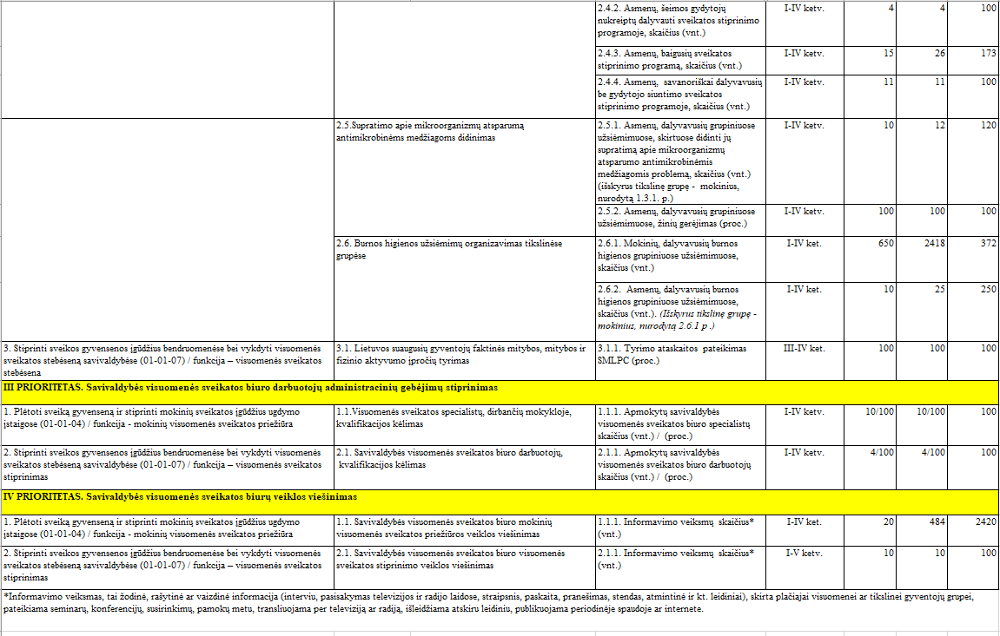 2.4.2. Asmenų, šeimos gydytojų I-IV ketv. 4 4 100
nukreiptų dalyvauti sveikatos stiprinimo
programoje, skaičius (vnt.)
2.4.3. Asmenų, baigusių sveikatos I-IV ketv. 15 26 173
stiprinimo programą, skaičius (vnt.)
2.4.4. Asmenų, savanoriškai dalyvavusių I-IV ketv. 11 11 100
be gydytojo siuntimo sveikatos
stiprinimo programoje, skaičius (vnt.)
2.5.Supratimo apie mikroorganizmų atsparumą
antimikrobinėms medžiagoms didinimas
2.5.1. Asmenų, dalyvavusių grupiniuose I-IV ketv. 10 12 120
užsiėmimuose, skirtuose didinti jų
supratimą apie mikroorganizmų
atsparumo antimikrobinėmis
medžiagomis problemą, skaičius (vnt.)
(išskyrus tikslinę grupę - mokinius,
nurodytą 1.3.1. p.)
2.5.2. Asmenų, dalyvavusių grupiniuose I-IV ketv. 100 100 100
užsiėmimuose, žinių gerėjimas (proc.)
2.6. Burnos higienos užsiėmimų organizavimas tikslinėse
grupėse
2.6.1. Mokinių, dalyvavusių burnos I-IV ket. 650 2418 372
higienos grupiniuose užsiėmimuose,
skaičius (vnt.)
2.6.2. Asmenų, dalyvavusių burnos I-IV ket. 10 25 250
higienos grupiniuose užsiėmimuose,
skaičius (vnt.). (Išskyrus tikslinę grupę -
mokinius, nurodytą 2.6.1 p .)
3. Stiprinti sveikos gyvensenos įgūdžius bendruomenėse bei vykdyti visuomenės
sveikatos stebėseną savivaldybėse (01-01-07) / funkcija – visuomenės sveikatos
stebėsena
3.1. Lietuvos suaugusių gyventojų faktinės mitybos, mitybos ir
fizinio aktyvumo įpročių tyrimas
3.1.1. Tyrimo ataskaitos pateikimas III-IV ket. 100 100 100
SMLPC (proc.)
III PRIORITETAS. Savivaldybės visuomenės sveikatos biuro darbuotojų administracinių gebėjimų stiprinimas
1. Plėtoti sveiką gyvenseną ir stiprinti mokinių sveikatos įgūdžius ugdymo
įstaigose (01-01-04) / funkcija - mokinių visuomenės sveikatos priežiūra
1.1.Visuomenės sveikatos specialistų, dirbančių mokykloje,
kvalifikacijos kėlimas
1.1.1. Apmokytų savivaldybės I-IV ketv. 10/100 10/100 100
visuomenės sveikatos biuro specialistų
skaičius (vnt.) / (proc.)
2. Stiprinti sveikos gyvensenos įgūdžius bendruomenėse bei vykdyti visuomenės
sveikatos stebėseną savivaldybėse (01-01-07) / funkcija – visuomenės sveikatos
stiprinimas
2.1. Savivaldybės visuomenės sveikatos biuro darbuotojų,
kvalifikacijos kėlimas
2.1.1. Apmokytų savivaldybės I-IV ketv. 4/100 4/100 100
visuomenės sveikatos biuro darbuotojų
skaičius (vnt.) / (proc.)
IV PRIORITETAS. Savivaldybės visuomenės sveikatos biurų veiklos viešinimas
1. Plėtoti sveiką gyvenseną ir stiprinti mokinių sveikatos įgūdžius ugdymo
įstaigose (01-01-04) / funkcija - mokinių visuomenės sveikatos priežiūra
1.1. Savivaldybės visuomenės sveikatos biuro mokinių
visuomenės sveikatos priežiūros veiklos viešinimas
1.1.1. Informavimo veiksmų skaičius* I-IV ket. 20 484 2420
(vnt.)
2. Stiprinti sveikos gyvensenos įgūdžius bendruomenėse bei vykdyti visuomenės
sveikatos stebėseną savivaldybėse (01-01-07) / funkcija – visuomenės sveikatos
stiprinimas
2.1. Savivaldybės visuomenės sveikatos biuro visuomenės
sveikatos stiprinimo veiklos viešinimas
2.1.1. Informavimo veiksmų skaičius* I-V ketv. 10 10 100
(vnt.)
*Informavimo veiksmas, tai žodinė, rašytinė ar vaizdinė informacija (interviu, pasisakymas televizijos ir radijo laidose, straipsnis, paskaita, pranešimas, stendas, atmintinė ir kt. leidiniai), skirta plačiajai visuomenei ar tikslinei gyventojų grupei,
pateikiama seminarų, konferencijų, susirinkimų, pamokų metu, transliuojama per televiziją ar radiją, išleidžiama atskiru leidiniu, publikuojama periodinėje spaudoje ar internete.